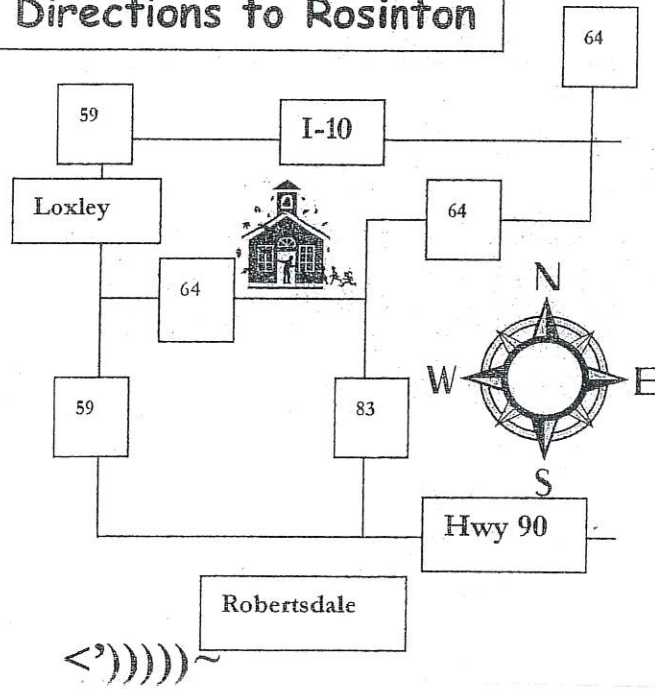 Directions to Rosinton
64
59
I-10
Loxley
64
64
N
W
E
59
83
S
Hwy 90
Robertsdale
<')))))~